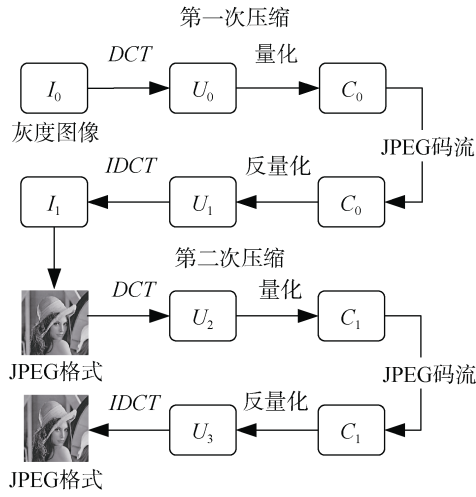 第一次压缩
DCT
量化
I₀
U₀
C₀
灰度图像
JPEG码流
IDCT
反量化
I₁
U₁
C₀
第二次压缩
DCT
量化
U₂
C₁
JPEG格式
JPEG码流
IDCT
反量化
U₃
C₁
JPEG格式